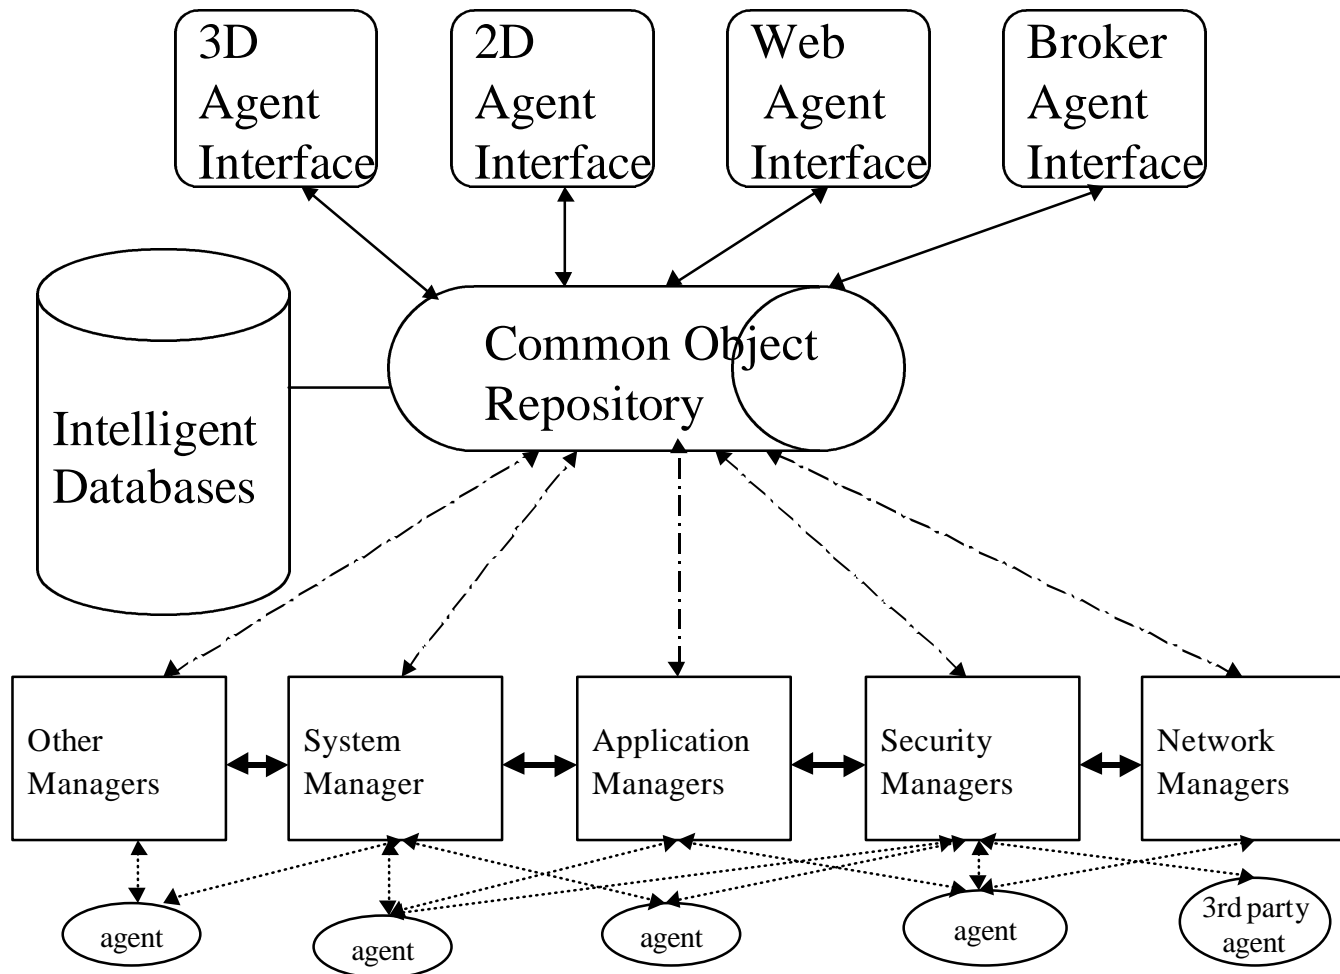 3D
Agent
Interface
2D
Agent
Interface
Web
Agent
Interface
Broker
Agent
Interface
Common Object
Repository
Intelligent
Databases
Other
Managers
System
Manager
Application
Managers
Security
Managers
Network
Managers
agent
agent
agent
agent
3rd party
agent